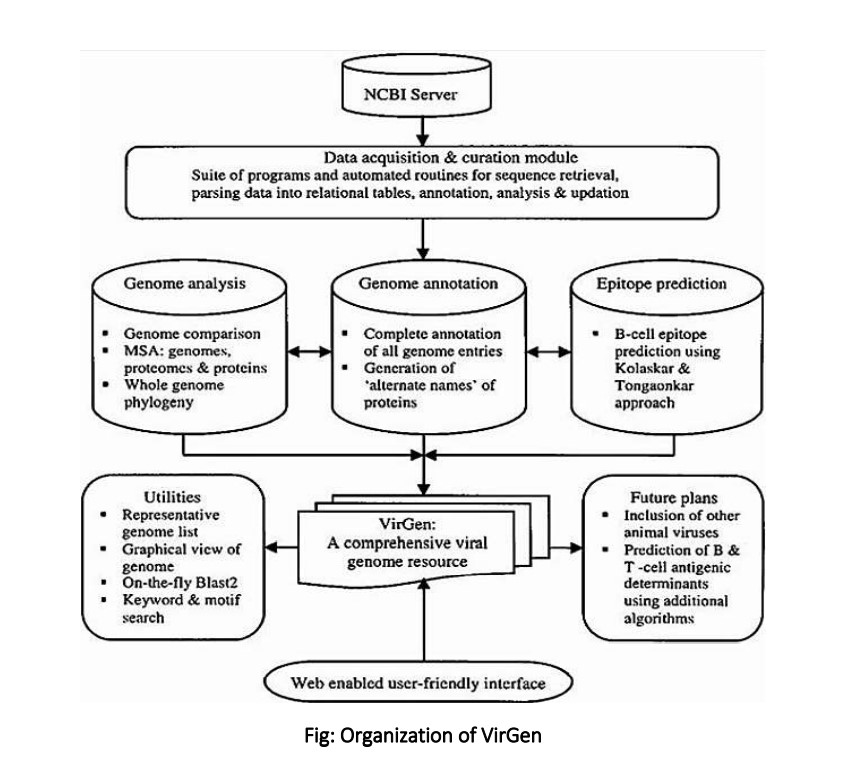 NCBI Server
Data acquisition & curation module
Suite of programs and automated routines for sequence retrieval,
parsing data into relational tables, annotation, analysis & updation
Genome analysis
▪ Genome comparison
▪ MSA: genomes,
proteomes & proteins
▪ Whole genome
phylogeny
Genome annotation
▪ Complete annotation
of all genome entries
▪ Generation of
‘alternate names’ of
proteins
Epitope prediction
▪ B-cell epitope
prediction using
Kolaskar &
Tongaonkar
approach
Utilities
▪ Representative
genome list
▪ Graphical view of
genome
▪ On-the-fly Blast2
▪ Keyword & motif
search
VirGen:
A comprehensive viral
genome resource
Future plans
▪ Inclusion of other
animal viruses
▪ Prediction of B &
T -cell antigenic
determinants
using additional
algorithms
Web enabled user-friendly interface
Fig: Organization of VirGen